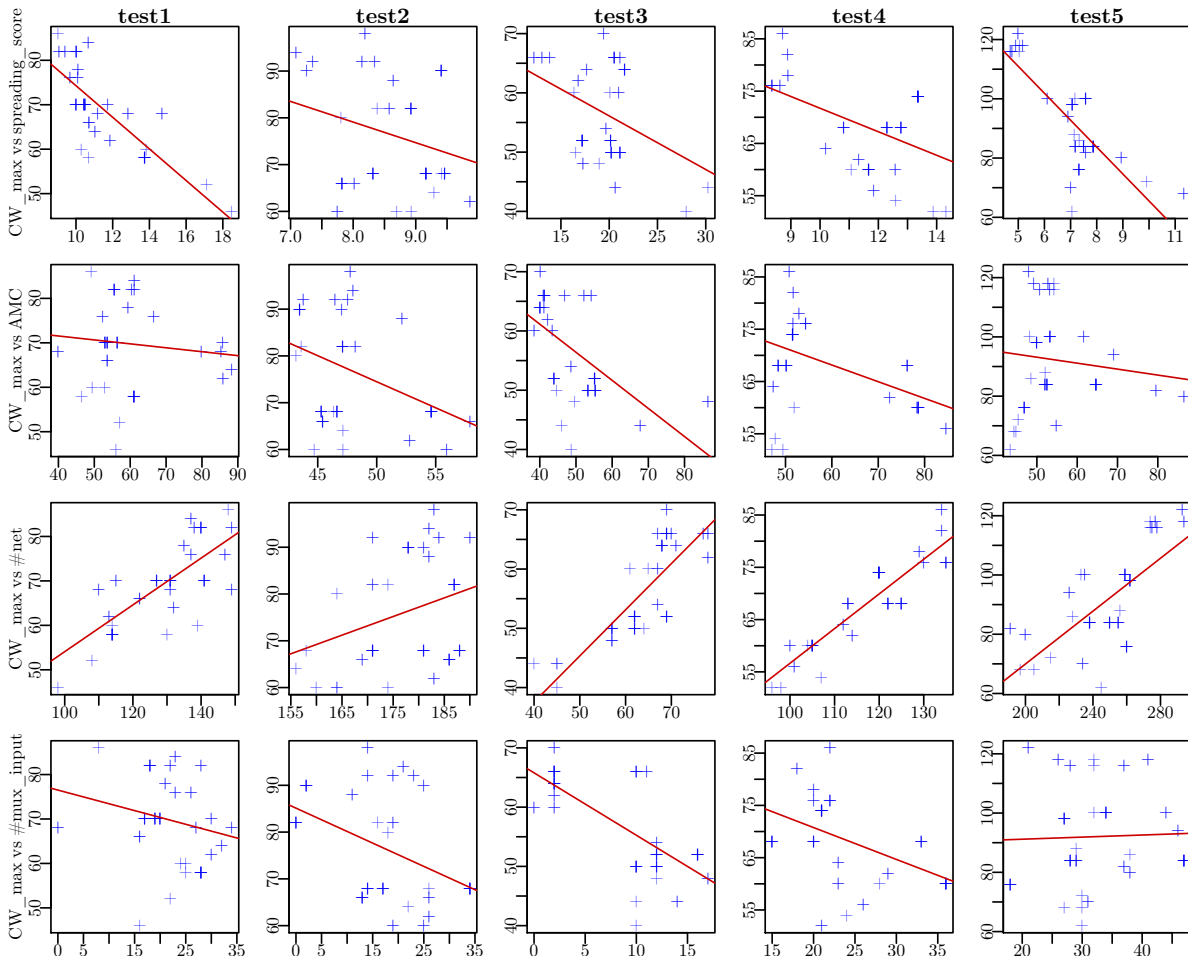 test1 test2 test3 test4 test5
CW_max vs spreading_score
50 60 70 80
60 70 80 90
40 50 60 70
55 65 75 85
60 80 100 120
10 12 14 16 18
7.0 8.0 9.0
15 20 25 30
9 10 11 12 13 14
5 6 7 8 9 11
CW_max vs AMC
50 60 70 80
60 70 80 90
40 50 60 70
55 65 75 85
60 80 100 120
40 50 60 70 80 90
45 50 55
40 50 60 70 80
50 60 70 80
50 60 70 80
CW_max vs #net
50 60 70 80
60 70 80 90
40 50 60 70
55 65 75 85
60 80 100 120
100 120 140
155 165 175 185
40 50 60 70
100 110 120 130
200 220 240 260 280
CW_max vs #mux_input
50 60 70 80
60 70 80 90
40 50 60 70
55 65 75 85
60 80 100 120
0 5 15 25 35
0 5 15 25 35
0 5 10 15
15 20 25 30 35
20 30 40